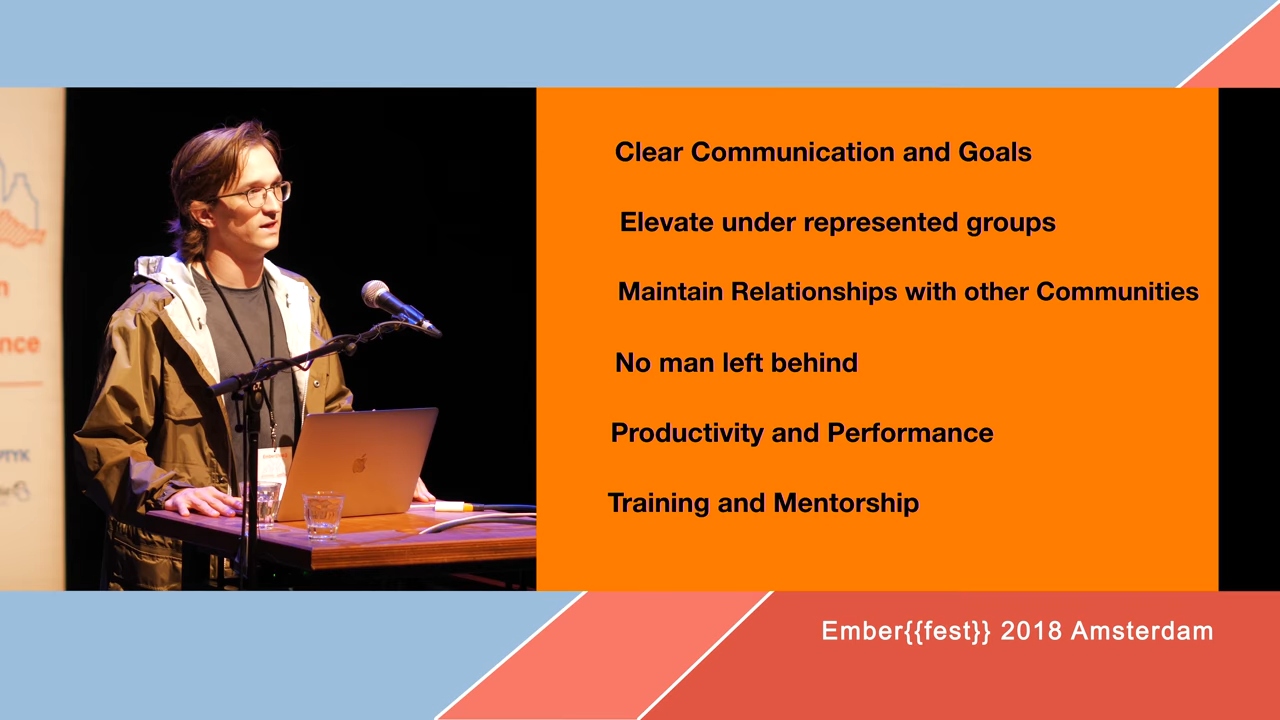 Clear Communication and Goals
Elevate under represented groups
Maintain Relationships with other Communities
No man left behind
Productivity and Performance
Training and Mentorship
Ember{{fest}} 2018 Amsterdam